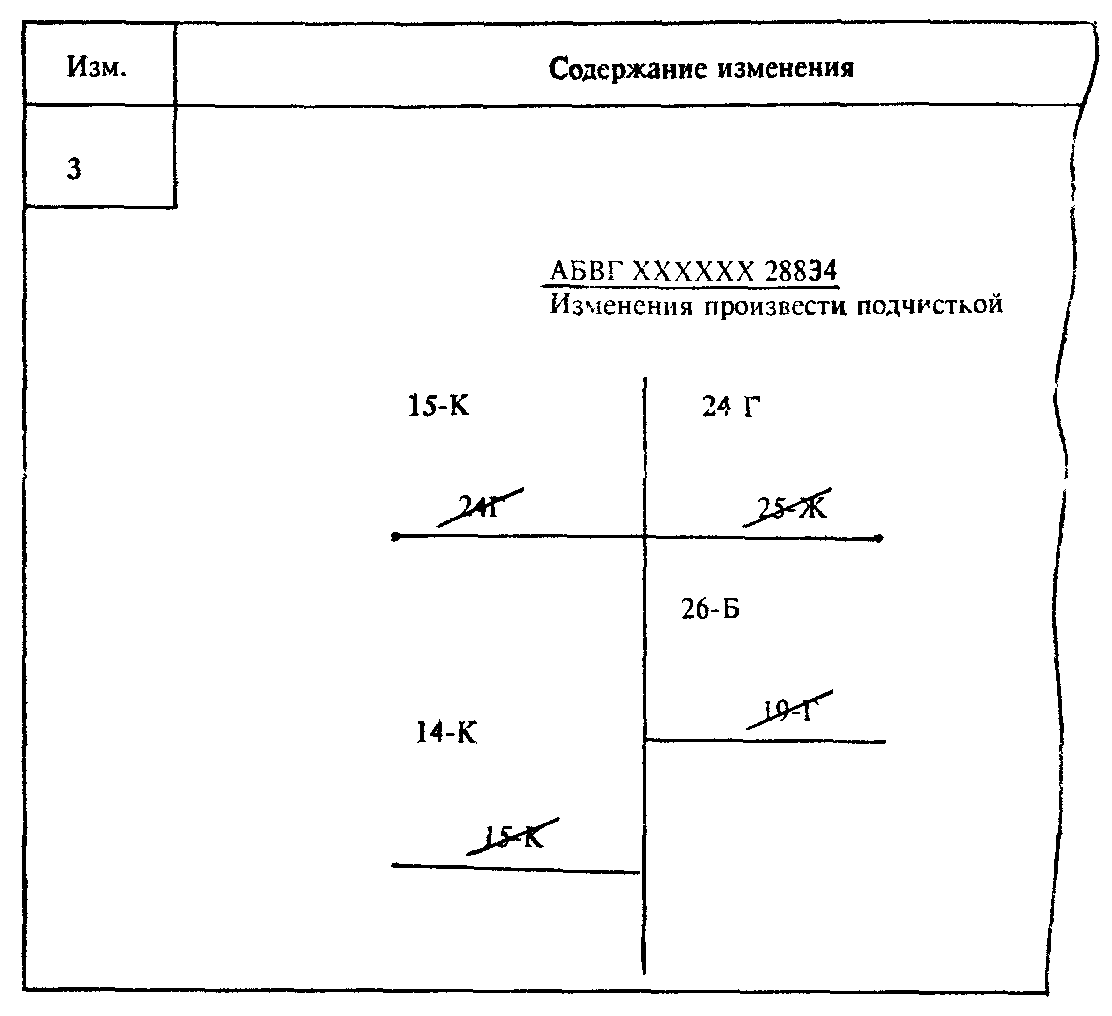 Изм.
Содержание изменения
3
АБВГ XXXXXX 28834
Изменения произвести подчисткой
15-К
24 Г
24Г
25-Ж
26-Б
19-Г
14-К
15-К